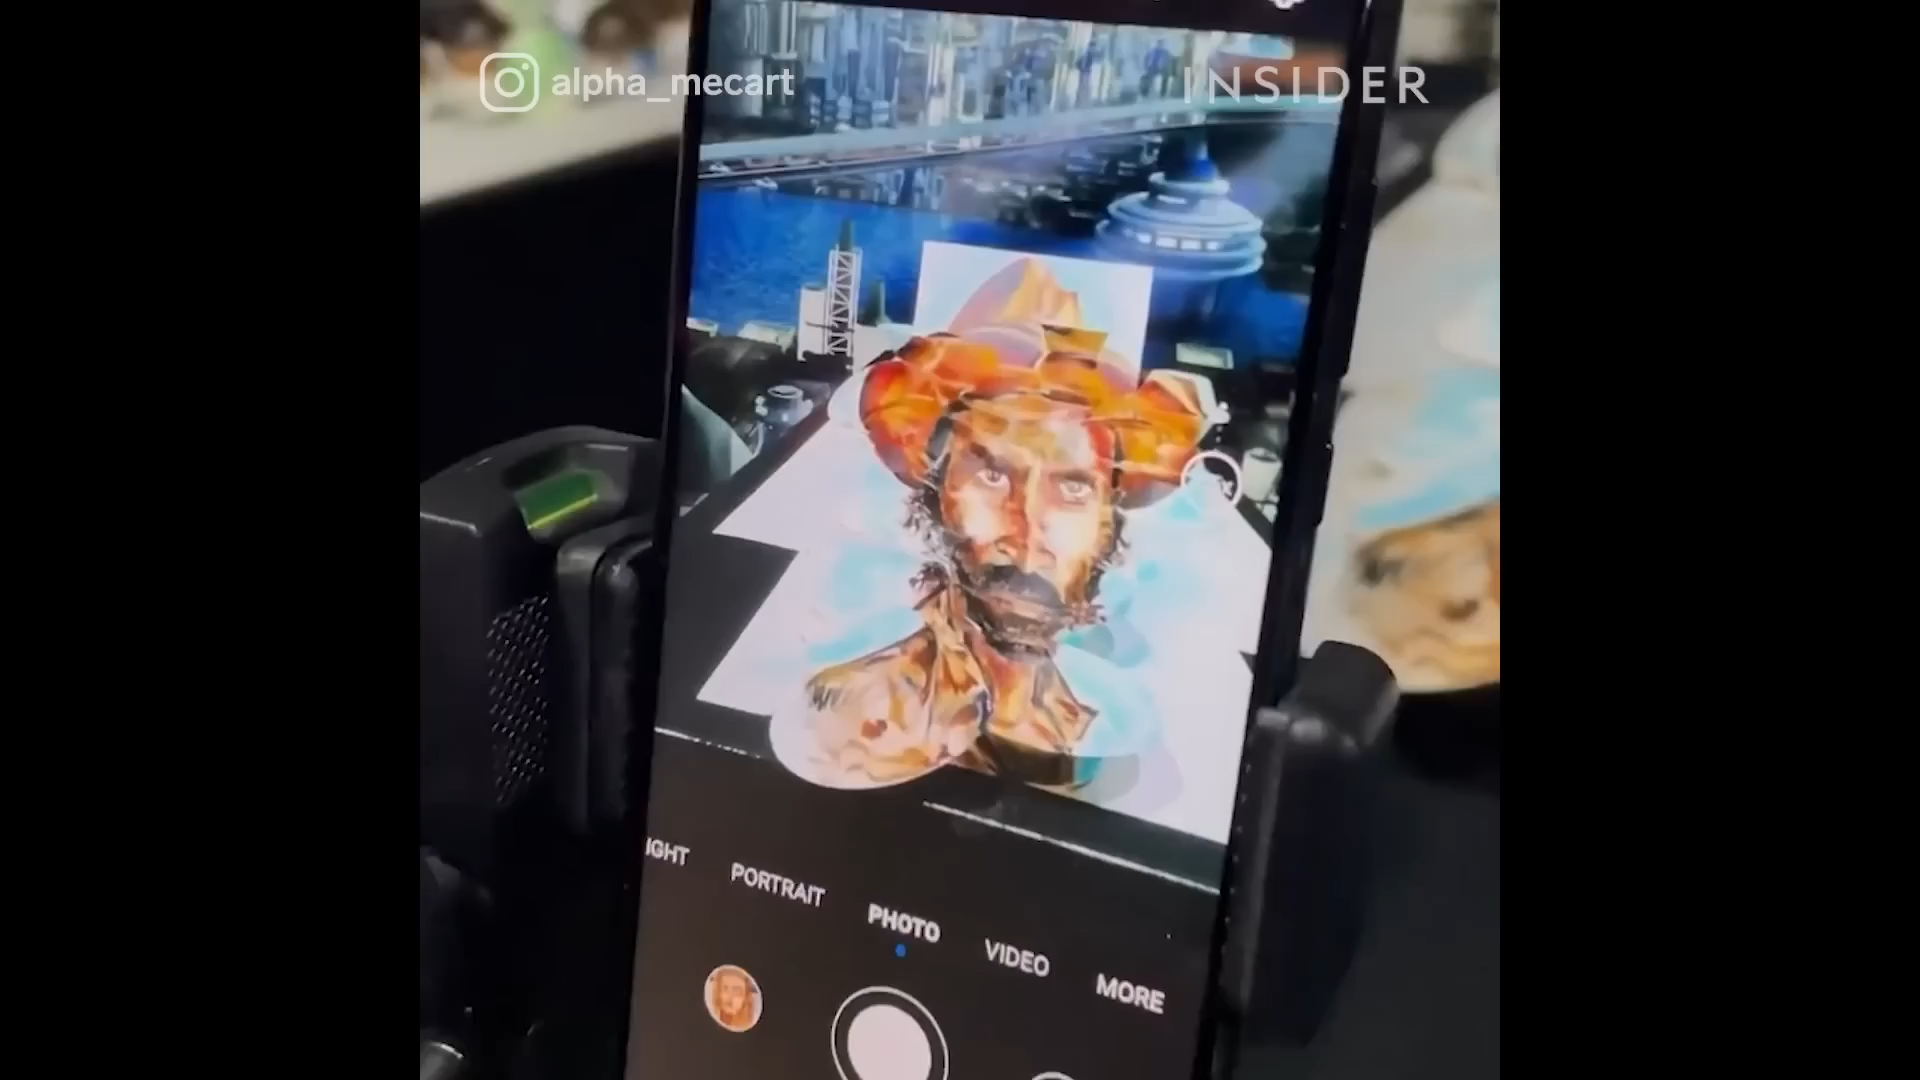 alpha_mecart
INSIDER
IGHT
PORTRAIT
PHOTO
VIDEO
MORE